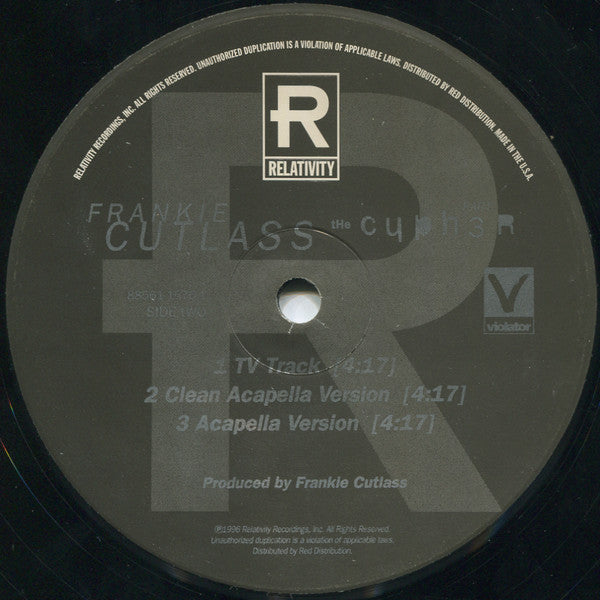 RELATIVITY RECORDINGS, INC. ALL RIGHTS RESERVED. UNAUTHORIZED DUPLICATION IS A VIOLATION OF APPLICABLE LAWS. DISTRIBUTED BY RED DISTRIBUTION. MADE IN THE U.S.A.
R
RELATIVITY
FRANKIE
CUTLASS tHe cyphэR
SIDE TWO
V
violator
1 TV Track [4:17]
2 Clean Acapella Version [4:17]
3 Acapella Version [4:17]
Produced by Frankie Cutlass
℗1996 Relativity Recordings, Inc. All Rights Reserved.
Unauthorized duplication is a violation of applicable laws.
Distributed by Red Distribution.